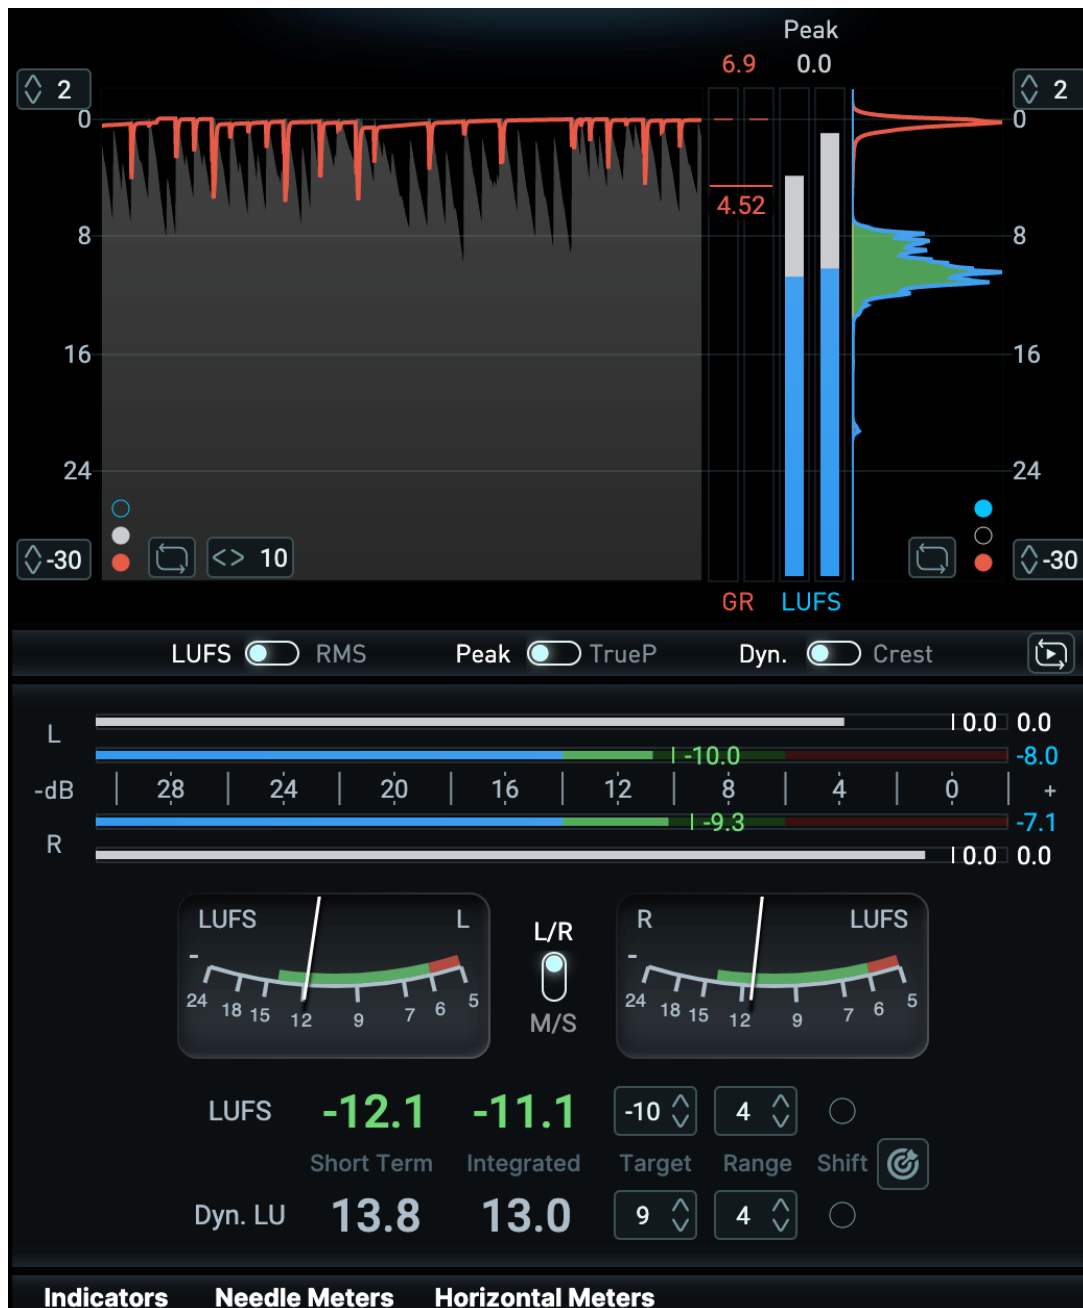 Peak
6.9 0.0
2 2
0 0
4.52
8 8
16 16
24 24
-30 <> 10 -30
GR LUFS
LUFS RMS Peak TrueP Dyn. Crest
L 0.0 0.0
-10.0 -8.0
-dB 28 24 20 16 12 8 4 0 +
-9.3 -7.1
R 0.0 0.0
LUFS L
- 24 18 15 12 9 7 6 5
L/R
M/S
R LUFS
- 24 18 15 12 9 7 6 5
LUFS -12.1 -11.1 -10 4
Short Term Integrated Target Range Shift
Dyn. LU 13.8 13.0 9 4
Indicators Needle Meters Horizontal Meters